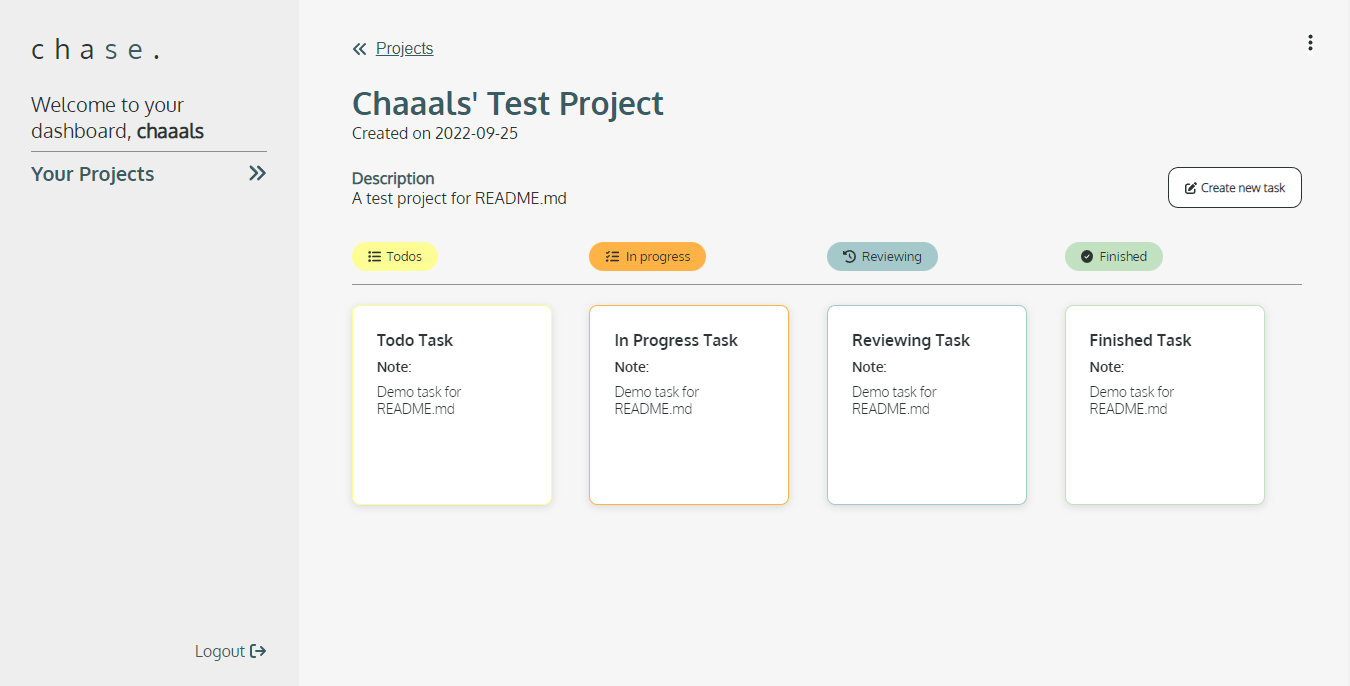 chase.
Welcome to your
dashboard, chaaals
Your Projects
Logout
Projects
Chaaals' Test Project
Created on 2022-09-25
Description
A test project for README.md
Create new task
Todos
In progress
Reviewing
Finished
Todo Task
Note:
Demo task for
README.md
In Progress Task
Note:
Demo task for
README.md
Reviewing Task
Note:
Demo task for
README.md
Finished Task
Note:
Demo task for
README.md